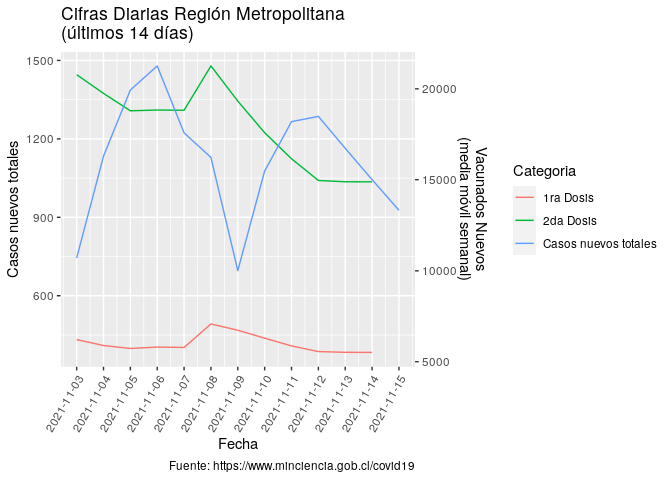 Cifras Diarias Región Metropolitana
(últimos 14 días)
1500
1200
900
600
Casos nuevos totales
20000
15000
10000
5000
Vacunados Nuevos
(media móvil semanal)
2021-11-03
2021-11-04
2021-11-05
2021-11-06
2021-11-07
2021-11-08
2021-11-09
2021-11-10
2021-11-11
2021-11-12
2021-11-13
2021-11-14
2021-11-15
Fecha
Categoria
1ra Dosis
2da Dosis
Casos nuevos totales
Fuente: https://www.minciencia.gob.cl/covid19